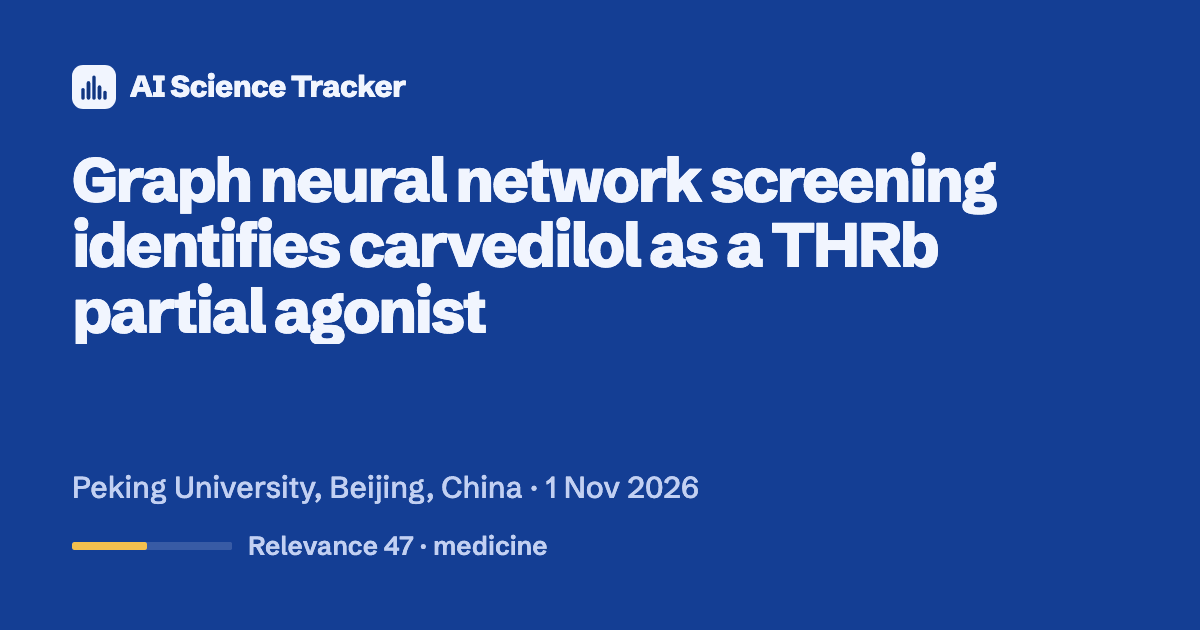 AI Science Tracker
Graph neural network screening
identifies carvedilol as a THRb
partial agonist
Peking University, Beijing, China · 1 Nov 2026
Relevance 47 · medicine